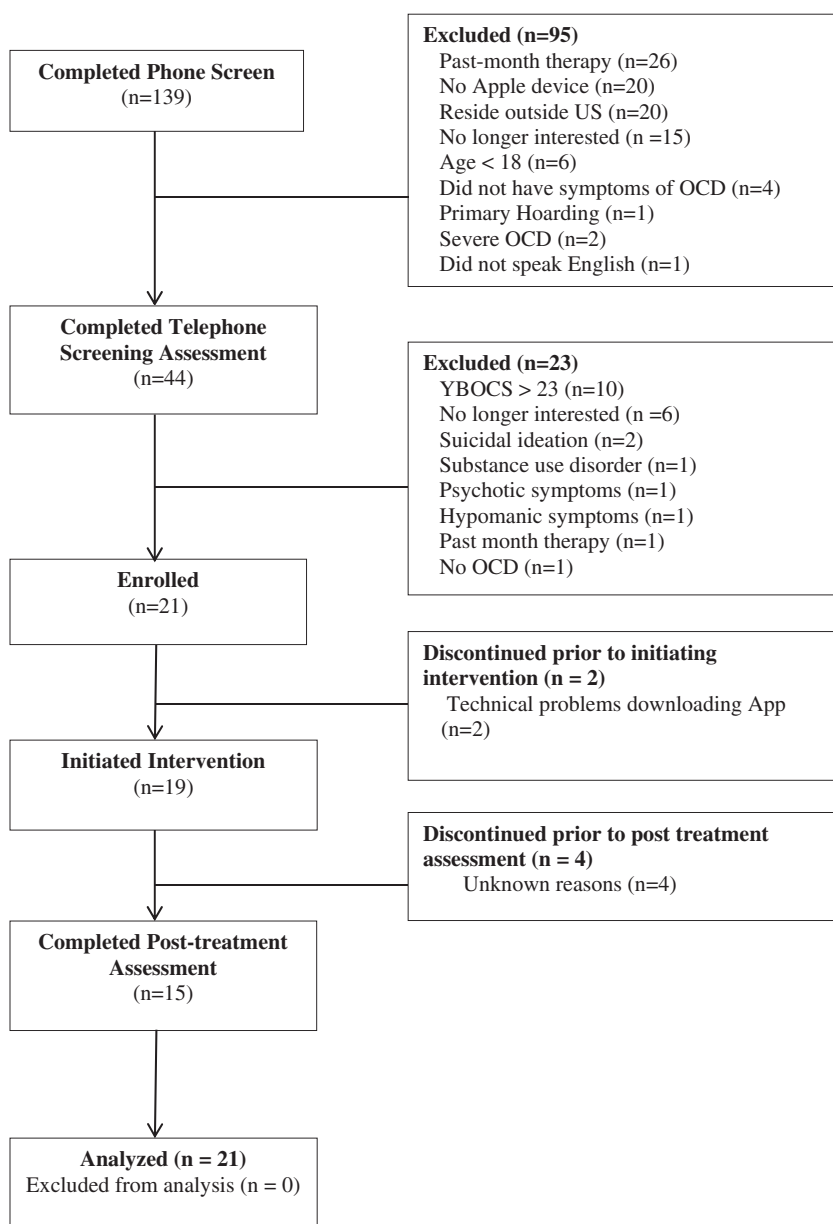 Completed Phone Screen
(n=139)
Excluded (n=95)
Past-month therapy (n=26)
No Apple device (n=20)
Reside outside US (n=20)
No longer interested (n =15)
Age < 18 (n=6)
Did not have symptoms of OCD (n=4)
Primary Hoarding (n=1)
Severe OCD (n=2)
Did not speak English (n=1)
Completed Telephone
Screening Assessment
(n=44)
Excluded (n=23)
YBOCS > 23 (n=10)
No longer interested (n =6)
Suicidal ideation (n=2)
Substance use disorder (n=1)
Psychotic symptoms (n=1)
Hypomanic symptoms (n=1)
Past month therapy (n=1)
No OCD (n=1)
Enrolled
(n=21)
Discontinued prior to initiating
intervention (n = 2)
Technical problems downloading App
(n=2)
Initiated Intervention
(n=19)
Discontinued prior to post treatment
assessment (n = 4)
Unknown reasons (n=4)
Completed Post-treatment
Assessment
(n=15)
Analyzed (n = 21)
Excluded from analysis (n = 0)